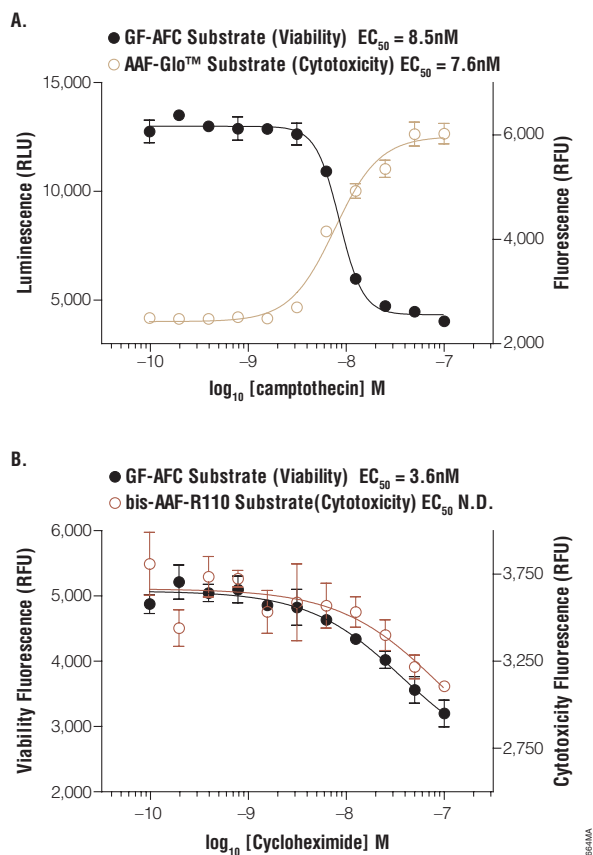 A.
GF-AFC Substrate (Viability) EC50 = 8.5nM
AAF-Glo™ Substrate (Cytotoxicity) EC50 = 7.6nM
15,000
10,000
5,000
Luminescence (RLU)
6,000
4,000
2,000
Fluorescence (RFU)
–10 –9 –8 –7
log10 [camptothecin] M
B.
GF-AFC Substrate (Viability) EC50 = 3.6nM
bis-AAF-R110 Substrate(Cytotoxicity) EC50 N.D.
6,000
5,000
4,000
3,000
2,000
Viability Fluorescence (RFU)
3,750
3,250
2,750
Cytotoxicity Fluorescence (RFU)
–10 –9 –8 –7
log10 [Cycloheximide] M